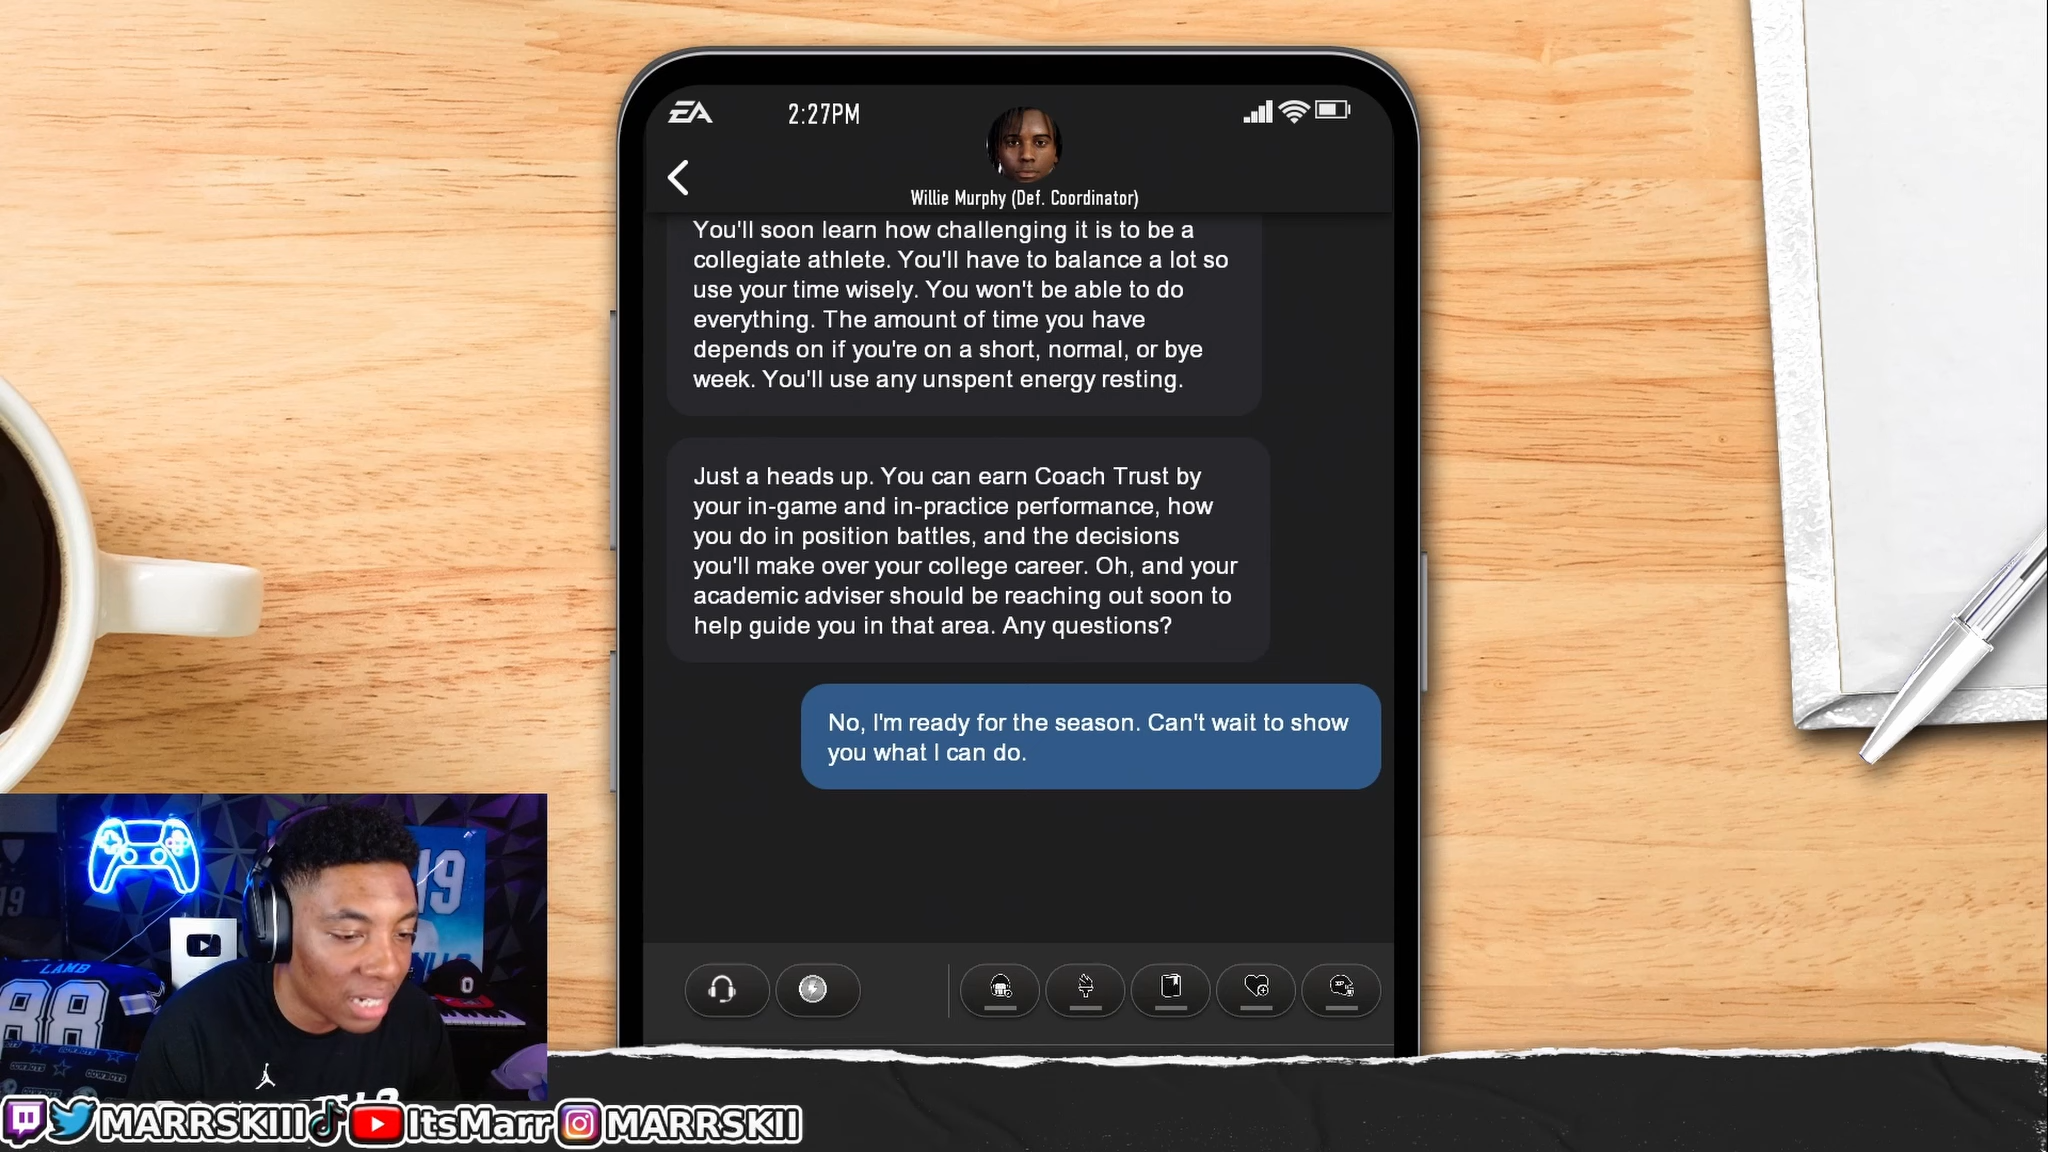 EA
2:27PM
Willie Murphy (Def. Coordinator)
You'll soon learn how challenging it is to be a
collegiate athlete. You'll have to balance a lot so
use your time wisely. You won't be able to do
everything. The amount of time you have
depends on if you're on a short, normal, or bye
week. You'll use any unspent energy resting.
Just a heads up. You can earn Coach Trust by
your in-game and in-practice performance, how
you do in position battles, and the decisions
you'll make over your college career. Oh, and your
academic adviser should be reaching out soon to
help guide you in that area. Any questions?
No, I'm ready for the season. Can't wait to show
you what I can do.
19
19
LAMB
88
O
COWBOYS
MARRSKIII ItsMarr MARRSKII